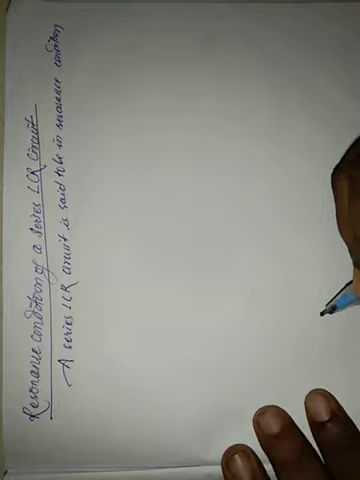 Resonance condition of a series LCR Circuit
A series LCR circuit is said to be in resonance condition